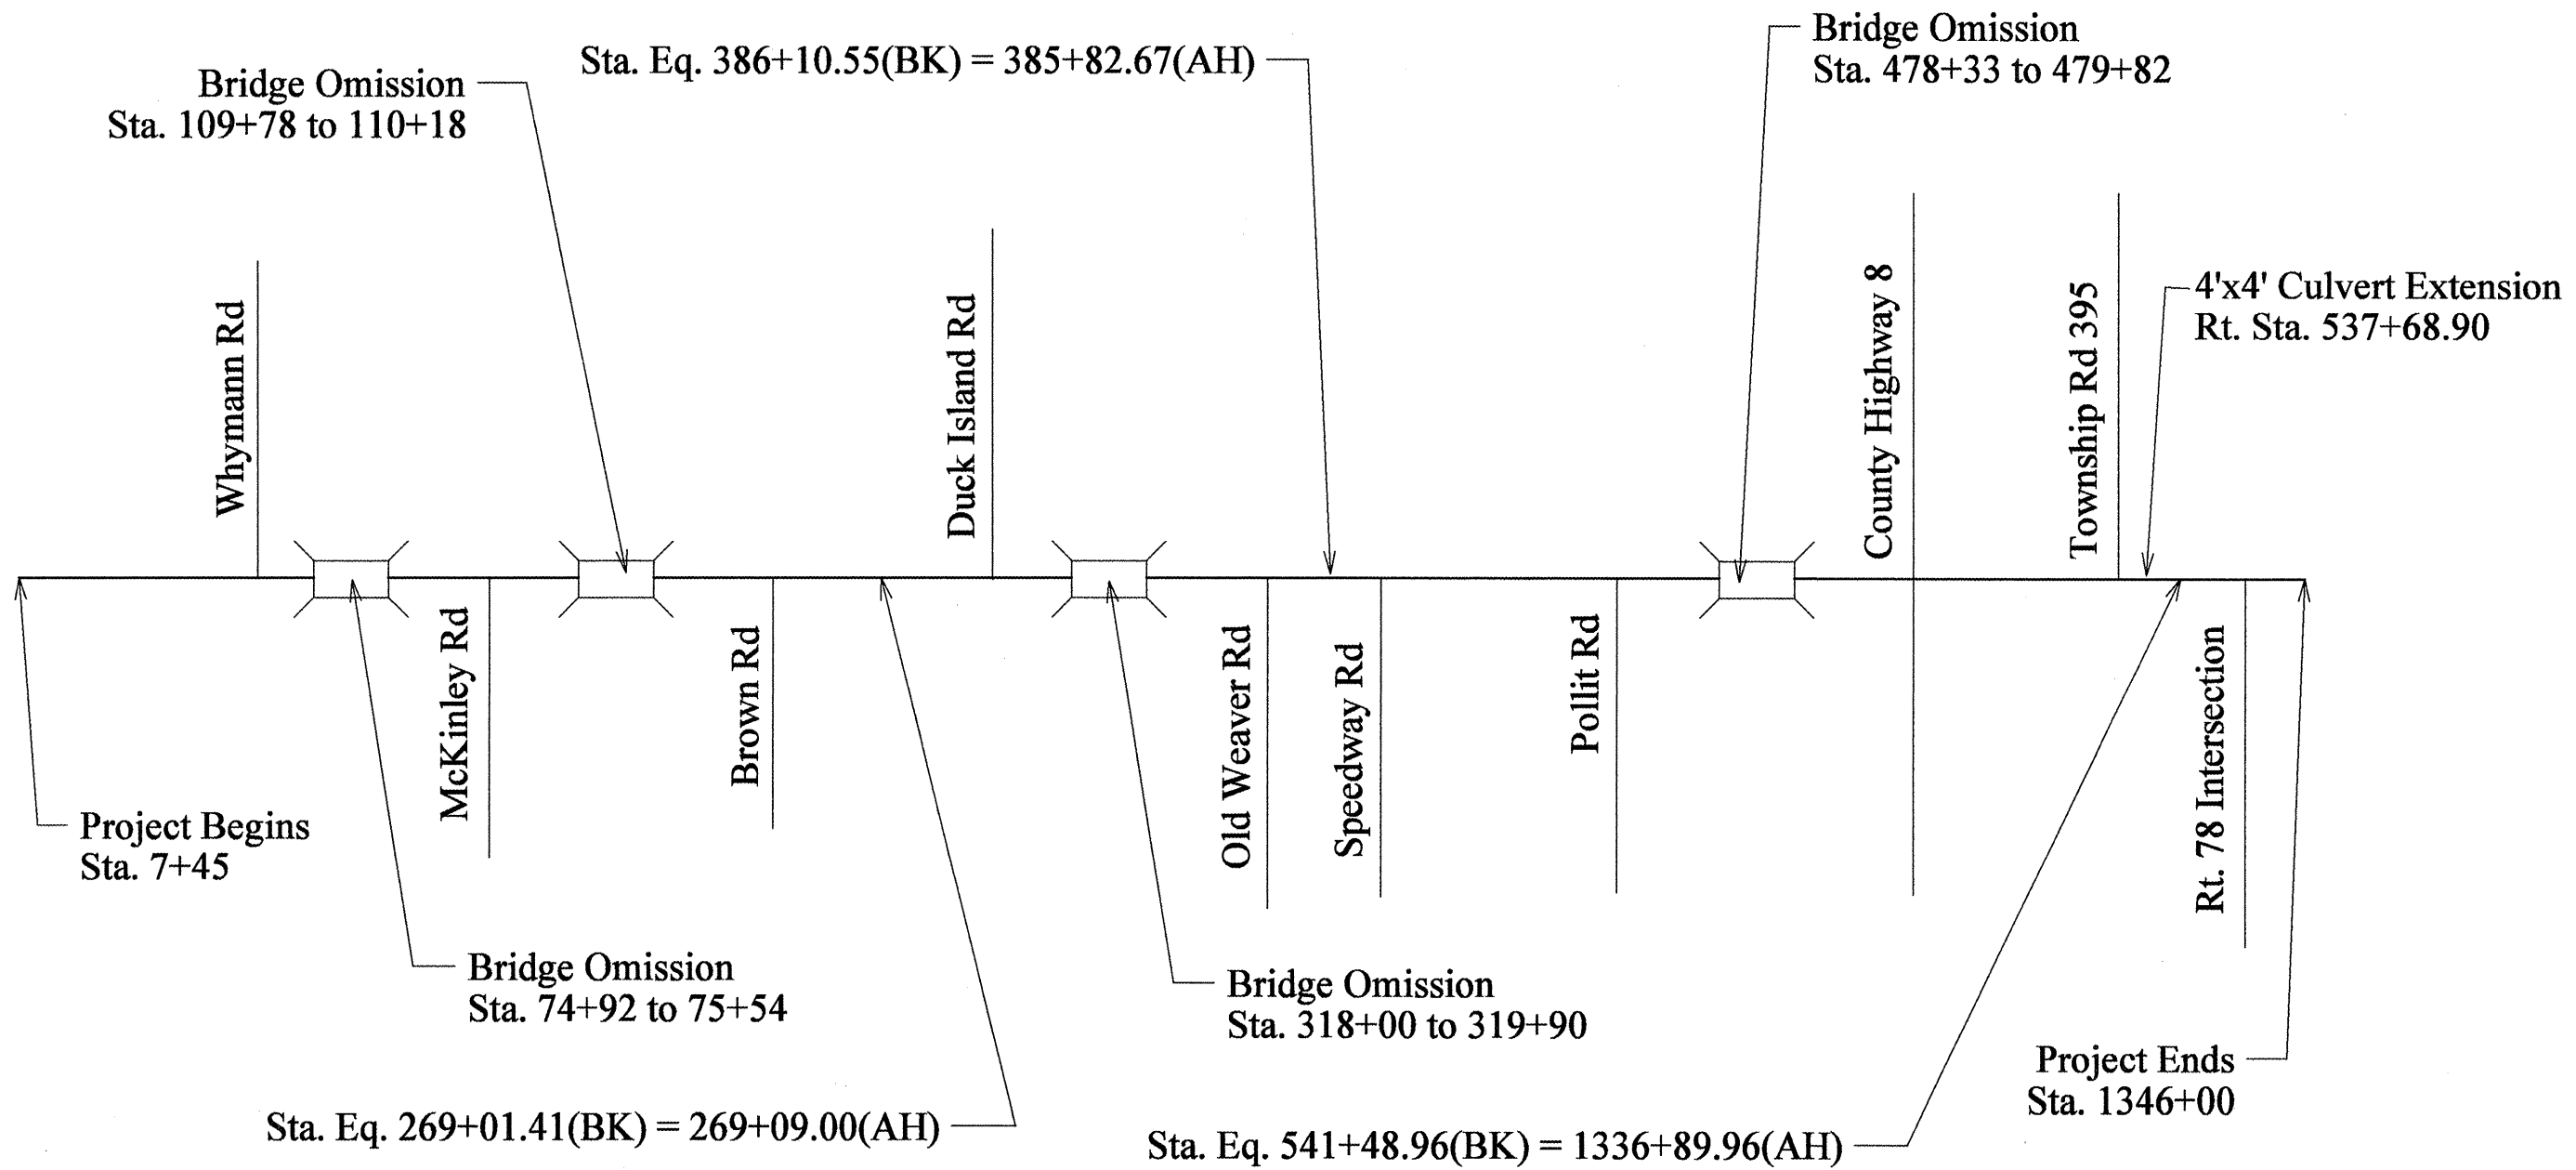 Bridge Omission
Sta. 478+33 to 479+82
Sta. Eq. 386+10.55(BK) = 385+82.67(AH)
Bridge Omission
Sta. 109+78 to 110+18
4'x4' Culvert Extension
Rt. Sta. 537+68.90
Whymann Rd
McKinley Rd
Brown Rd
Duck Island Rd
Old Weaver Rd
Speedway Rd
Pollit Rd
County Highway 8
Township Rd 395
Rt. 78 Intersection
Project Begins
Sta. 7+45
Bridge Omission
Sta. 74+92 to 75+54
Bridge Omission
Sta. 318+00 to 319+90
Project Ends
Sta. 1346+00
Sta. Eq. 269+01.41(BK) = 269+09.00(AH)
Sta. Eq. 541+48.96(BK) = 1336+89.96(AH)